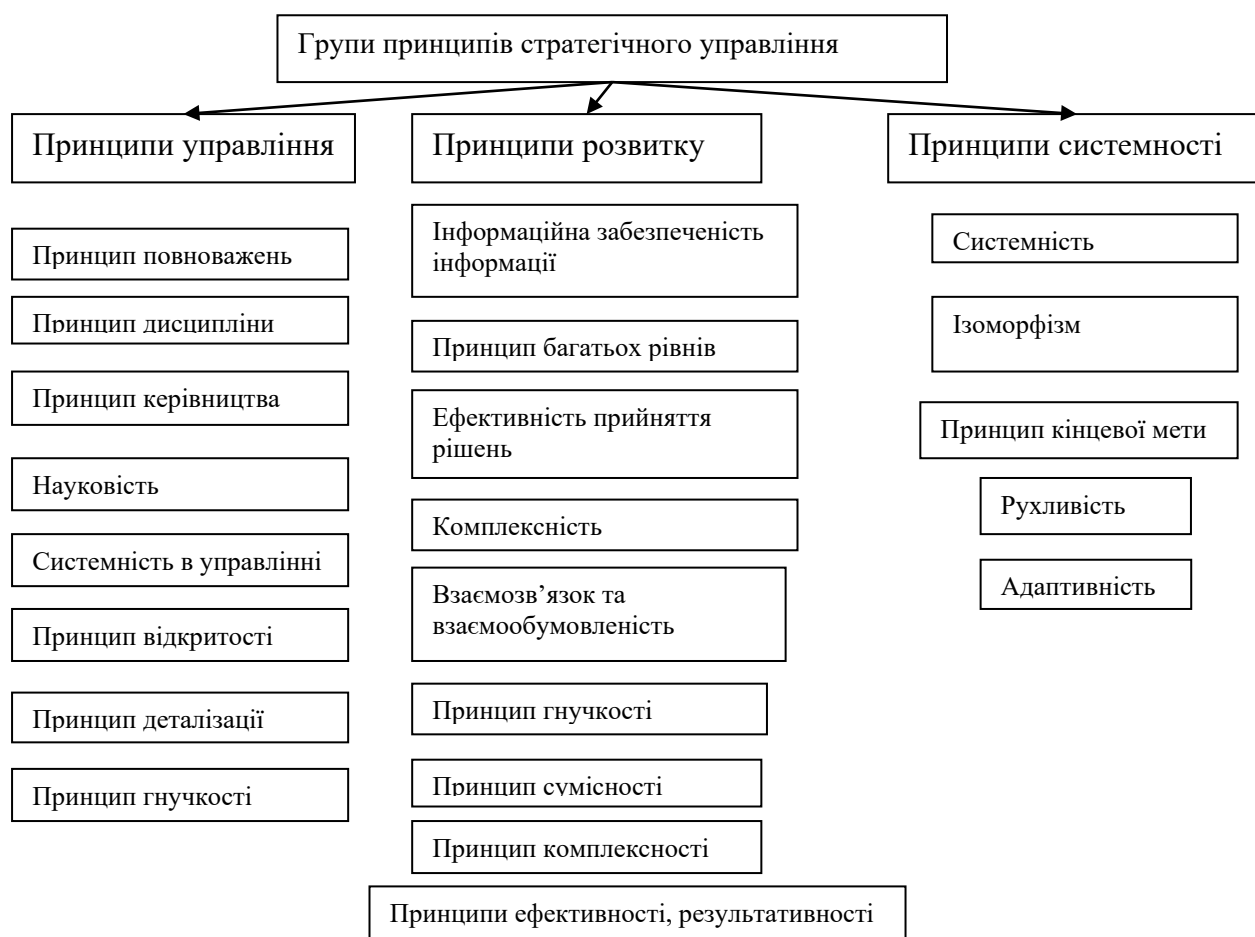 Групи принципів стратегічного управління
Принципи управління
Принцип повноважень
Принцип дисципліни
Принцип керівництва
Науковість
Системність в управлінні
Принцип відкритості
Принцип деталізації
Принцип гнучкості
Принципи розвитку
Інформаційна забезпеченість
інформації
Принцип багатьох рівнів
Ефективність прийняття
рішень
Комплексність
Взаємозв’язок та
взаємообумовленість
Принцип гнучкості
Принцип сумісності
Принцип комплексності
Принципи ефективності, результативності
Принципи системності
Системність
Ізоморфізм
Принцип кінцевої мети
Рухливість
Адаптивність